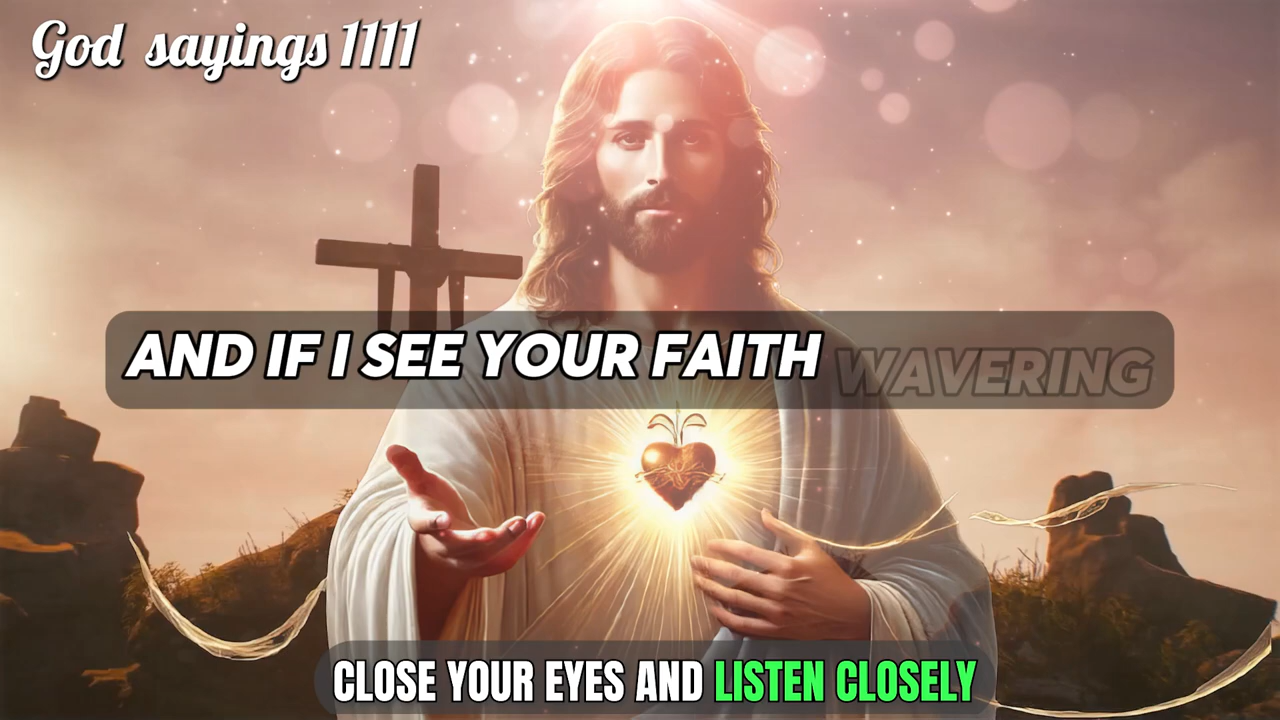 God sayings 1111
AND IF I SEE YOUR FAITH WAVERING
CLOSE YOUR EYES AND LISTEN CLOSELY